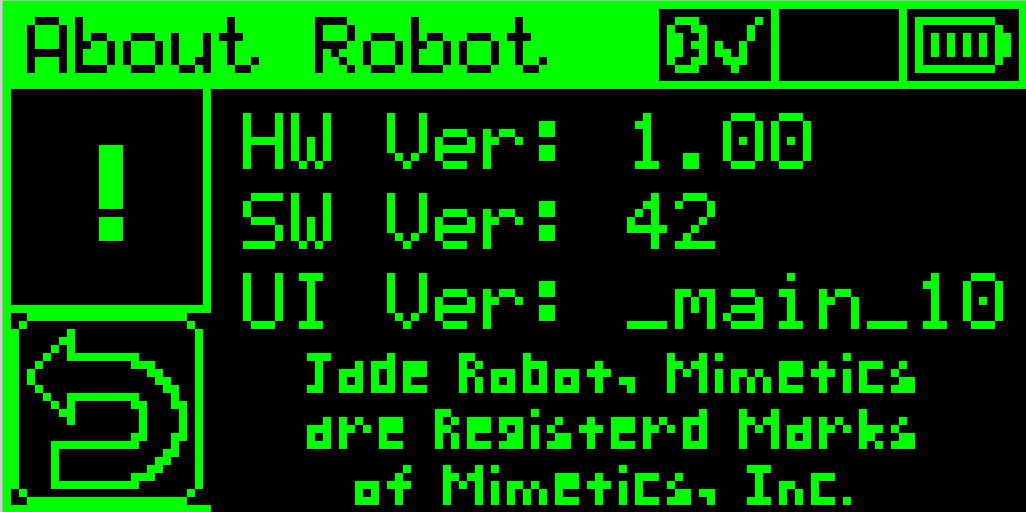 About Robot
!
HW Ver: 1.00
SW Ver: 42
UI Ver: _main_10
Jade Robot, Mimetics
are Registerd Marks
of Mimetics, Inc.